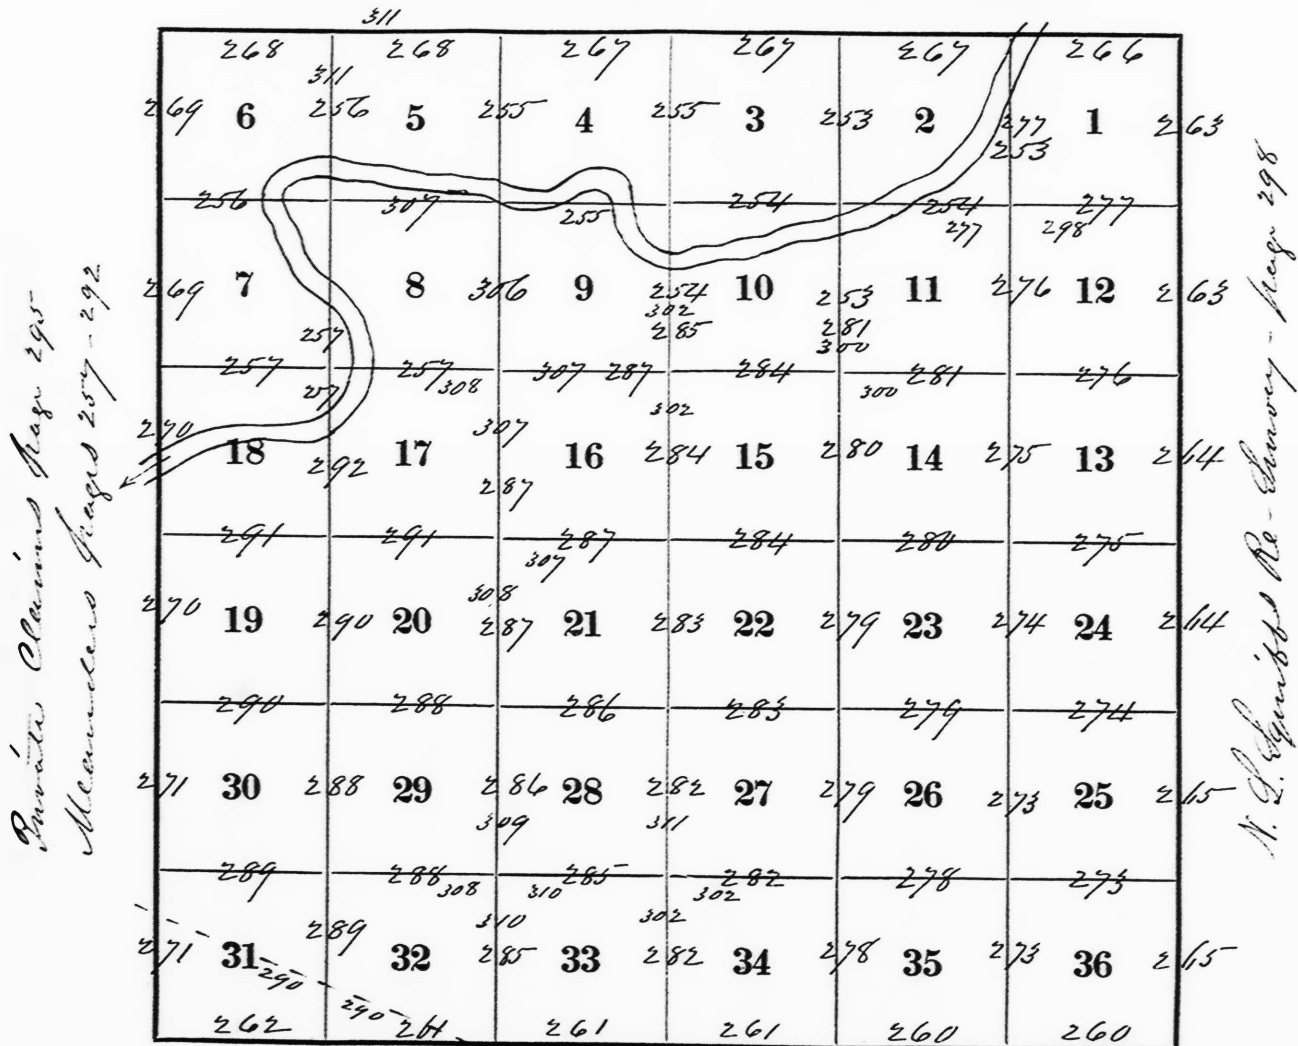 311
268 268 267 267 267 266
311
269 6 256 5 255 4 255 3 253 2 277 1 263
253
256 307 255 254 254 277
277 298
269 7 8 306 9 254 10 253 11 276 12 263
302
257 285 281
300
257 257 308 307 287 284 300 281 276
257 302
270 307
18 292 17 16 284 15 280 14 275 13 264
287
291 291 287 284 280 275
307
308
270 19 290 20 287 21 283 22 279 23 274 24 264
290 288 286 283 279 274
271 30 288 29 286 28 282 27 279 26 273 25 265
309 311
289 288 308 310 285 302 282 278 273
289 310 302
271 31 32 285 33 282 34 278 35 273 36 265
290
290
262 261 261 260 260
Private Claims Page 295
Meanders Pages 257-292
Re-Survey - Page 298